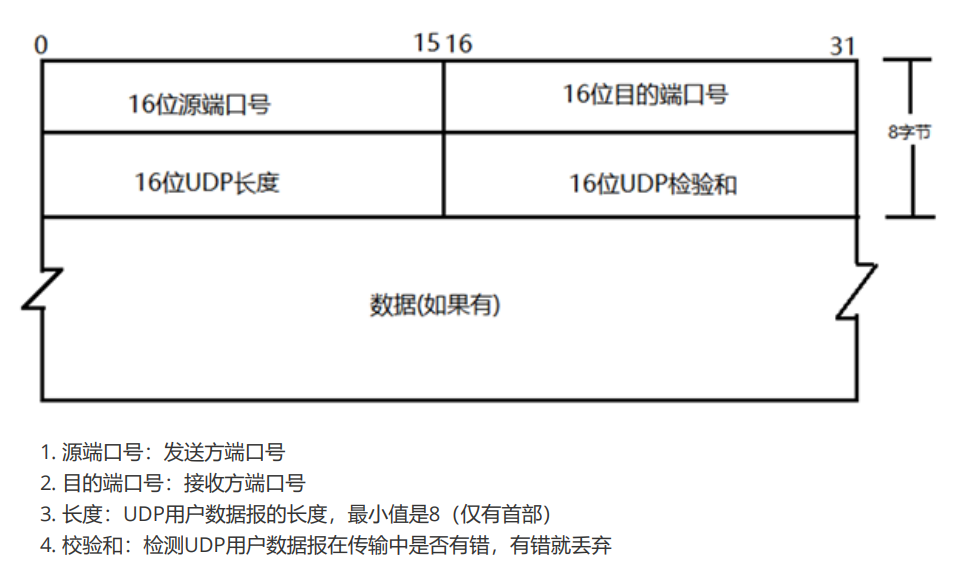 0 15 16 31
16位源端口号 16位目的端口号
8字节
16位UDP长度 16位UDP检验和
数据(如果有)
1. 源端口号：发送方端口号
2. 目的端口号：接收方端口号
3. 长度：UDP用户数据报的长度，最小值是8（仅有首部）
4. 校验和：检测UDP用户数据报在传输中是否有错，有错就丢弃